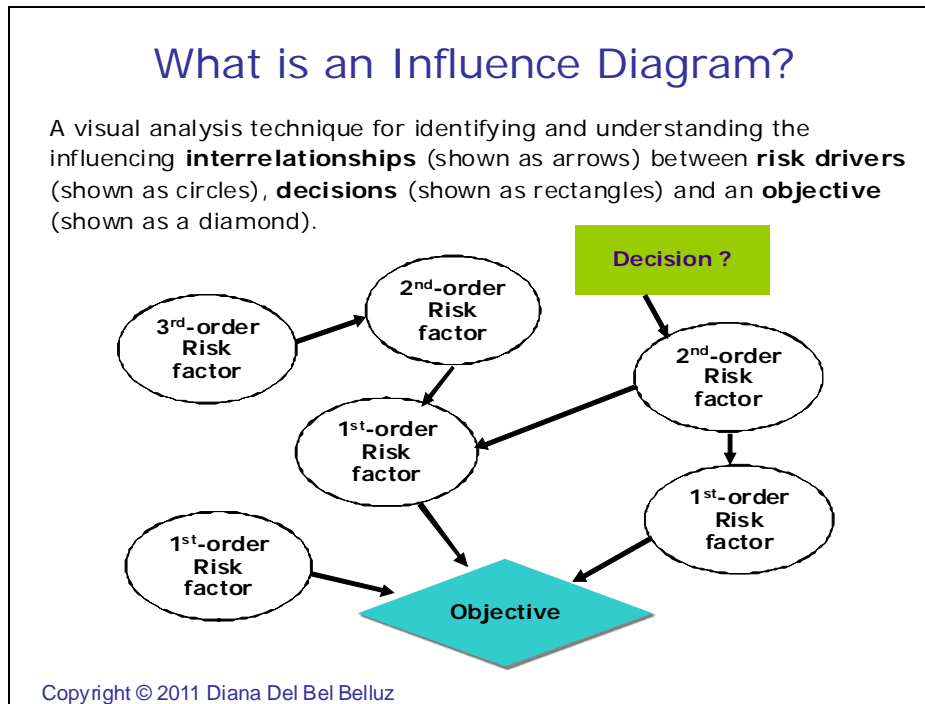 What is an Influence Diagram?
A visual analysis technique for identifying and understanding the
influencing interrelationships (shown as arrows) between risk drivers
(shown as circles), decisions (shown as rectangles) and an objective
(shown as a diamond).
Decision ?
2nd-order
Risk
factor
3rd-order
Risk
factor
2nd-order
Risk
factor
1st-order
Risk
factor
1st-order
Risk
factor
1st-order
Risk
factor
Objective
Copyright © 2011 Diana Del Bel Belluz